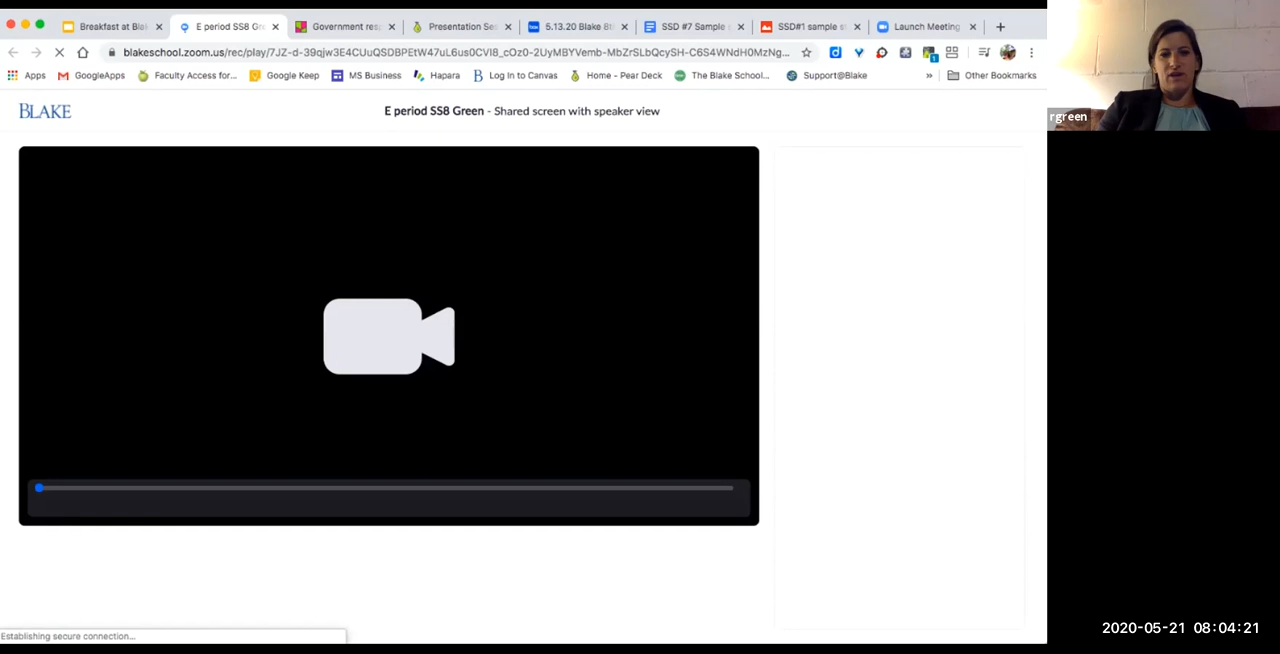 Breakfast at Bla
E period SS8 Gre
Government res
Presentation Ses
5.13.20 Blake 8t
SSD #7 Sample
SSD#1 sample s
Launch Meeting
blakeschool.zoom.us/rec/play/7JZ-d-39qjw3E4CUuQSDBPEtW47uL6us0CVI8_cOz0-2UyMBYVemb-MbZrSLbQcySH-C6S4WNdH0MzNg...
Apps
GoogleApps
Faculty Access for...
Google Keep
MS Business
Hapara
Log In to Canvas
Home - Pear Deck
The Blake School...
Support@Blake
»
Other Bookmarks
BLAKE
E period SS8 Green - Shared screen with speaker view
rgreen
Establishing secure connection...
2020-05-21 08:04:21